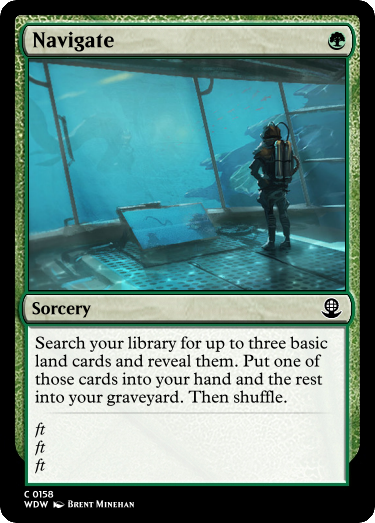 Navigate
Sorcery
Search your library for up to three basic
land cards and reveal them. Put one of
those cards into your hand and the rest
into your graveyard. Then shuffle.
ft
ft
ft
C 0158
WDW Brent Minehan